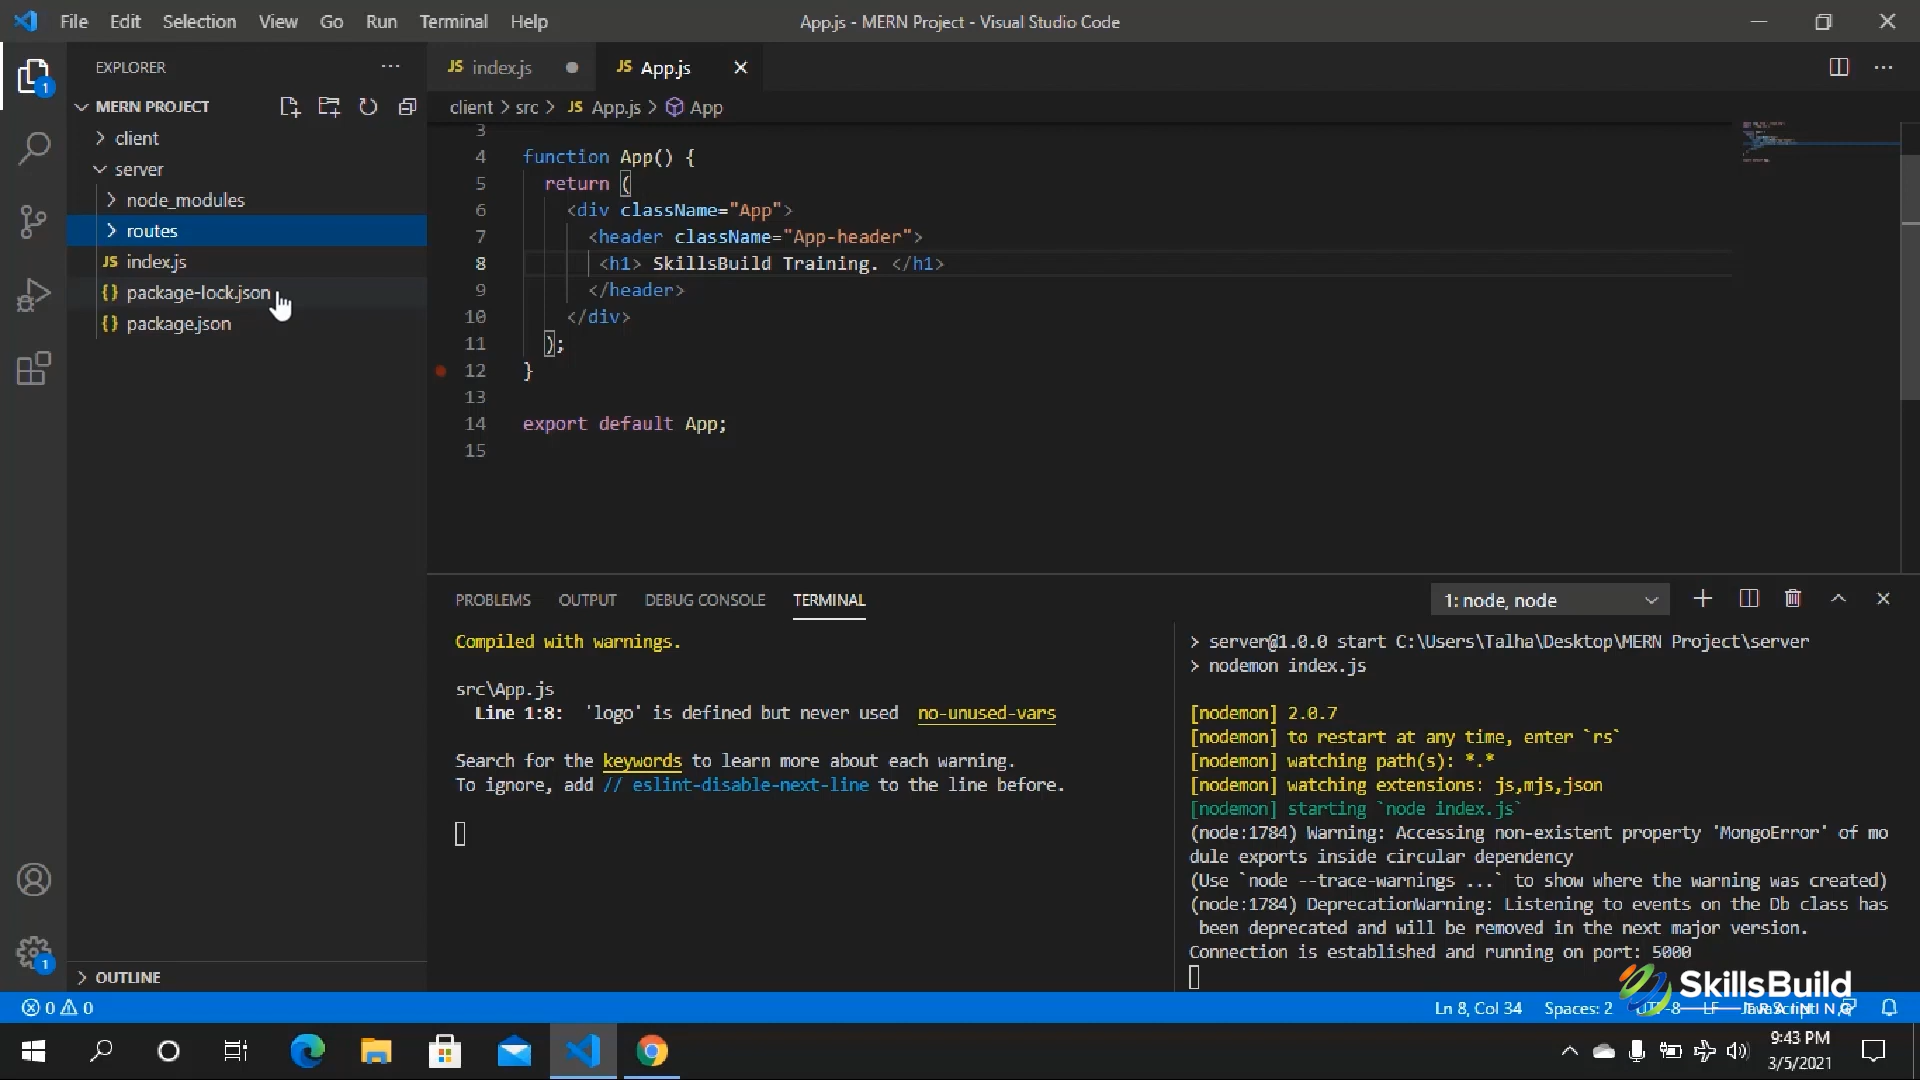 File Edit Selection View Go Run Terminal Help
App.js - MERN Project - Visual Studio Code
EXPLORER
MERN PROJECT
client
server
node_modules
routes
JS index.js
{} package-lock.json
{} package.json
OUTLINE
1
1
JS index.js
JS App.js
client > src > JS App.js > App
3
4 function App() {
5 return (
6 <div className="App">
7 <header className="App-header">
8 <h1> SkillsBuild Training. </h1>
9 </header>
10 </div>
11 );
12 }
13
14 export default App;
15
PROBLEMS OUTPUT DEBUG CONSOLE TERMINAL
1: node, node
Compiled with warnings.
src\App.js
Line 1:8: 'logo' is defined but never used no-unused-vars
Search for the keywords to learn more about each warning.
To ignore, add // eslint-disable-next-line to the line before.
> server@1.0.0 start C:\Users\Talha\Desktop\MERN Project\server
> nodemon index.js
[nodemon] 2.0.7
[nodemon] to restart at any time, enter `rs`
[nodemon] watching path(s): *.*
[nodemon] watching extensions: js,mjs,json
[nodemon] starting `node index.js`
(node:1784) Warning: Accessing non-existent property 'MongoError' of mo
dule exports inside circular dependency
(Use `node --trace-warnings ...` to show where the warning was created)
(node:1784) DeprecationWarning: Listening to events on the Db class has
been deprecated and will be removed in the next major version.
Connection is established and running on port: 5000
SkillsBuild
TRAINING
0 0
Ln 8, Col 34 Spaces: 2 UTF-8 LF JavaScript
9:43 PM
3/5/2021